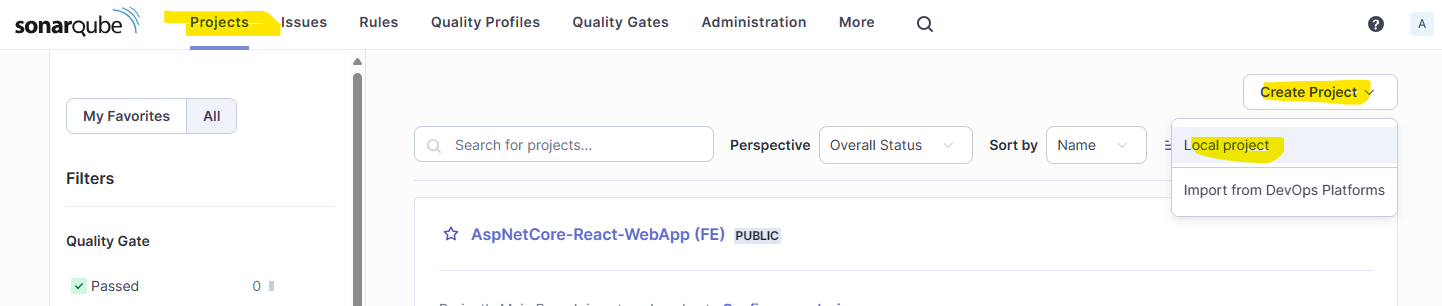 sonarqube Projects Issues Rules Quality Profiles Quality Gates Administration More ? A
My Favorites All
Filters
Quality Gate
Passed 0
Create Project
Local project
Import from DevOps Platforms
Search for projects... Perspective Overall Status Sort by Name
AspNetCore-React-WebApp (FE) PUBLIC